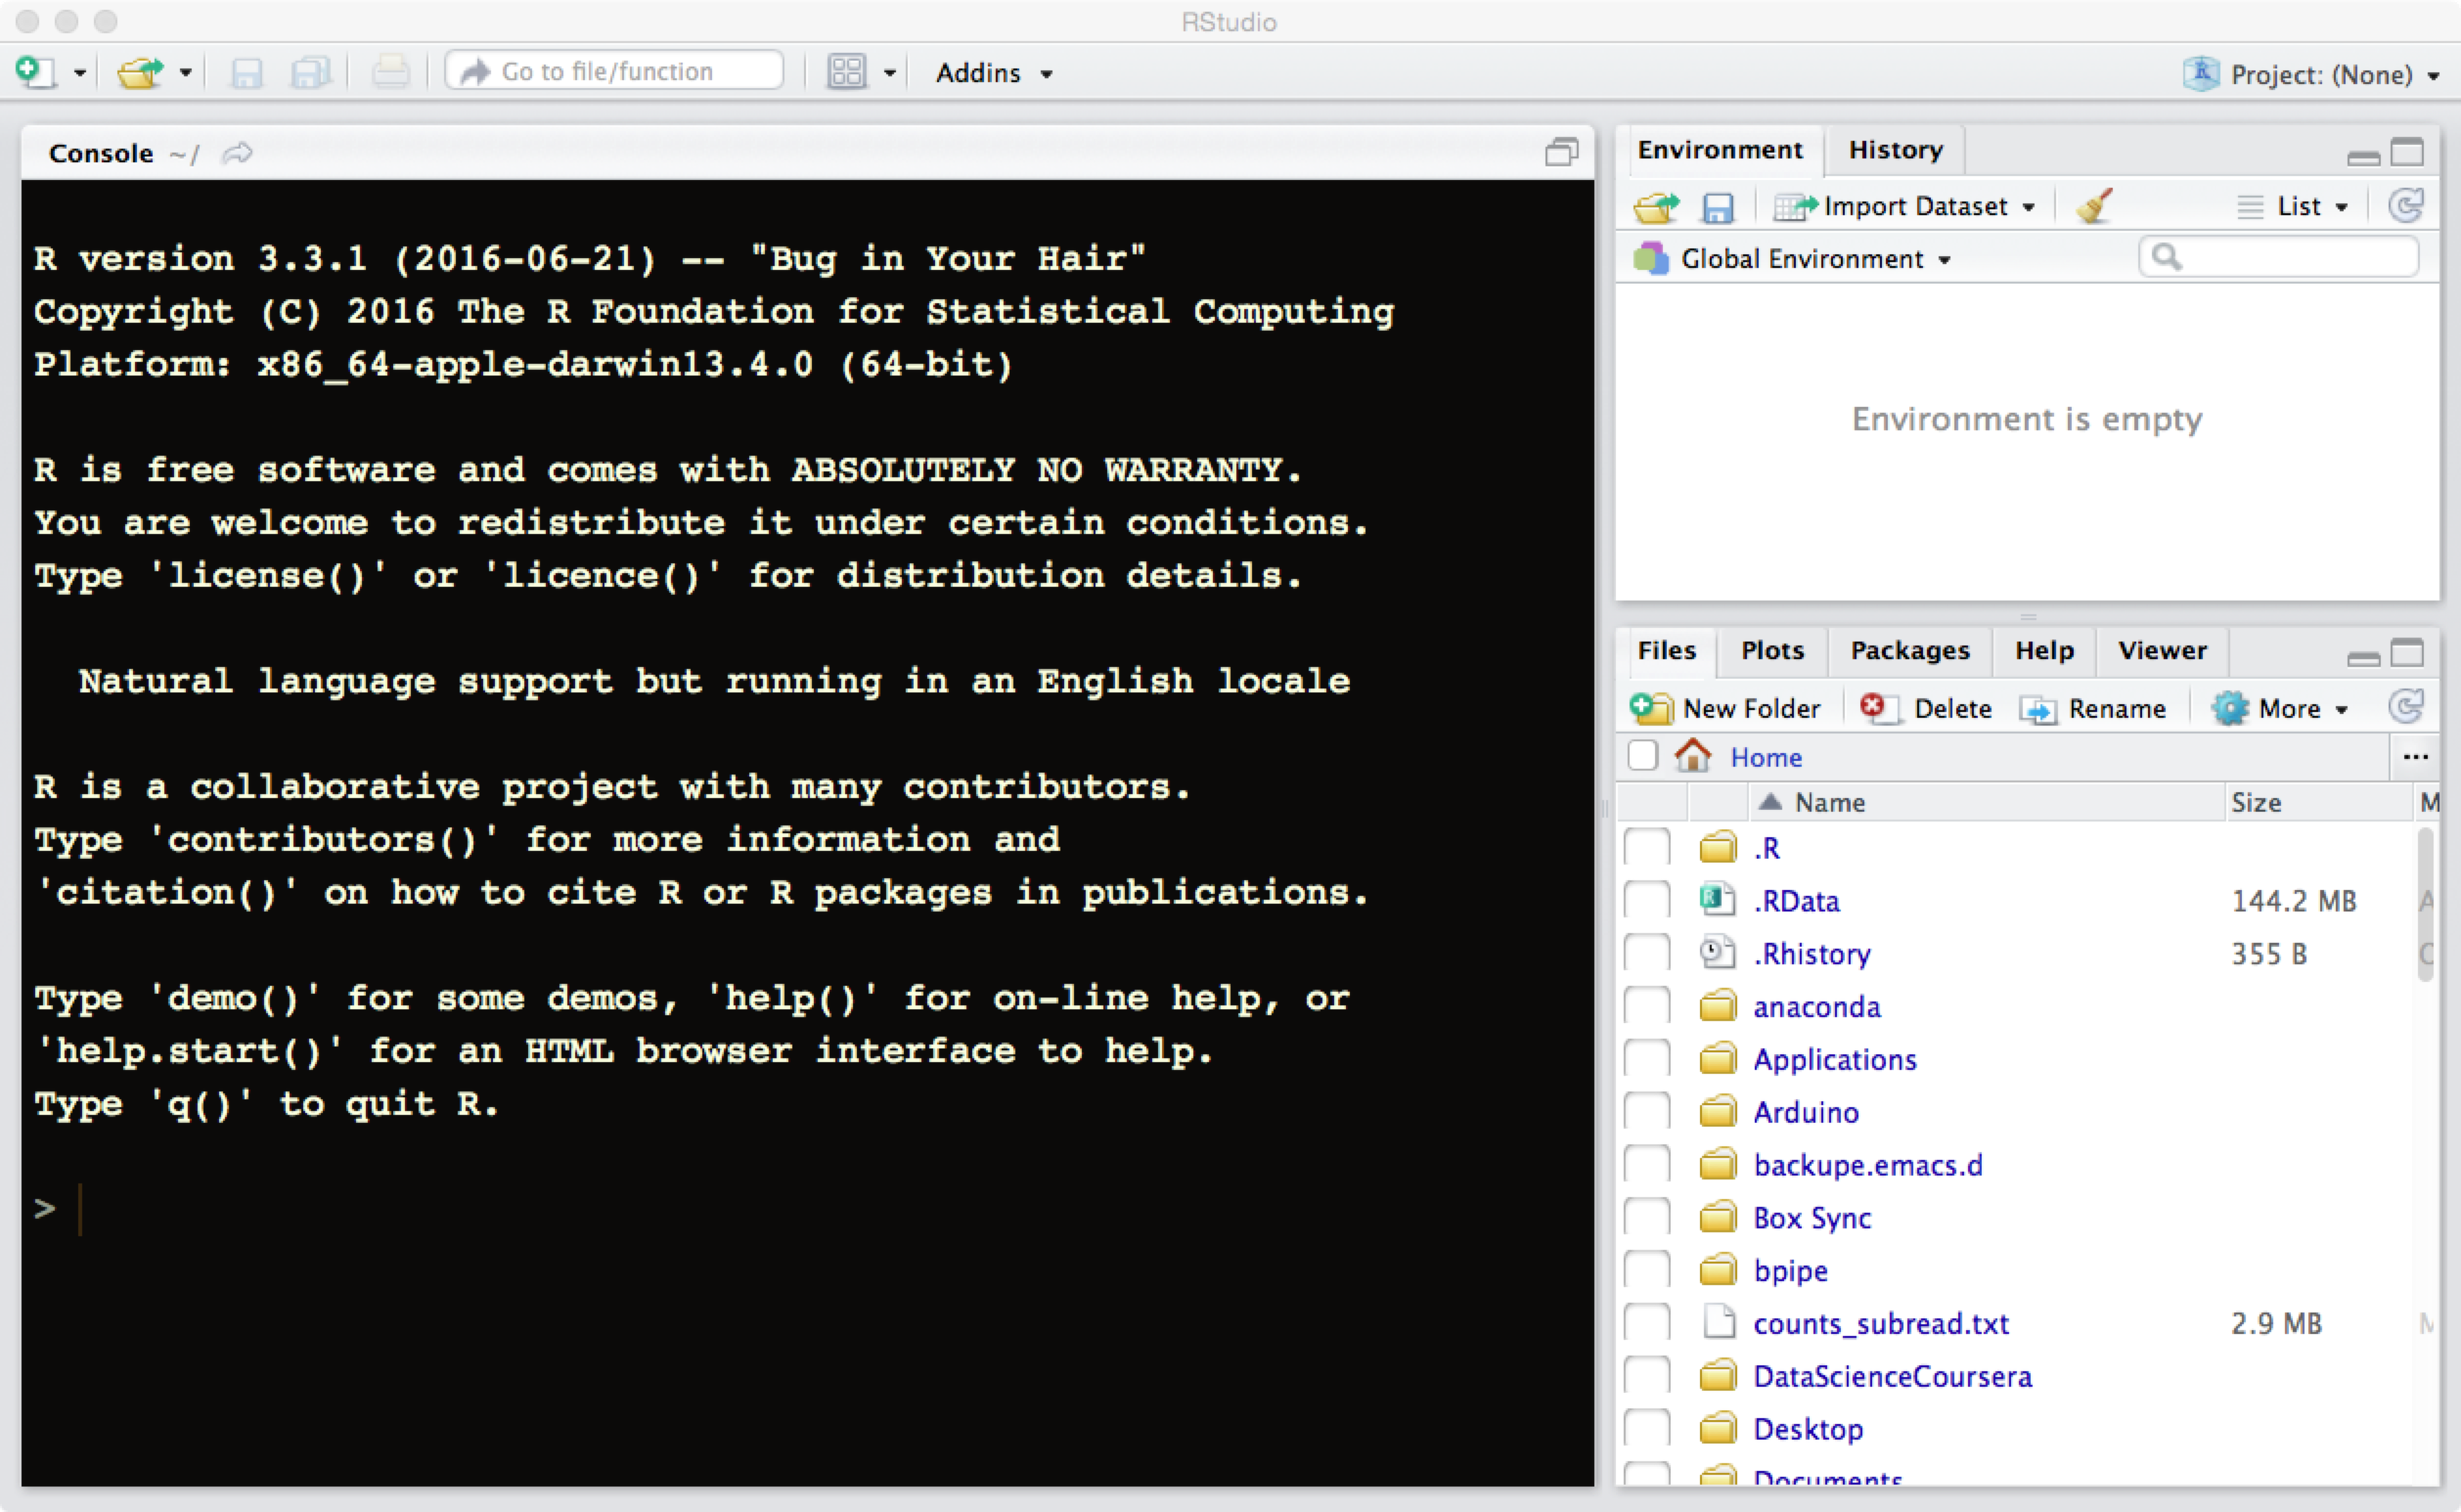 RStudio
Go to file/function
Addins
Project: (None)
Console ~/
R version 3.3.1 (2016-06-21) -- "Bug in Your Hair"
Copyright (C) 2016 The R Foundation for Statistical Computing
Platform: x86_64-apple-darwin13.4.0 (64-bit)
R is free software and comes with ABSOLUTELY NO WARRANTY.
You are welcome to redistribute it under certain conditions.
Type 'license()' or 'licence()' for distribution details.
Natural language support but running in an English locale
R is a collaborative project with many contributors.
Type 'contributors()' for more information and
'citation()' on how to cite R or R packages in publications.
Type 'demo()' for some demos, 'help()' for on-line help, or
'help.start()' for an HTML browser interface to help.
Type 'q()' to quit R.
>
Environment History
Import Dataset List
Global Environment
Environment is empty
Files Plots Packages Help Viewer
New Folder Delete Rename More
Home ...
Name Size M
.R
.RData 144.2 MB A
.Rhistory 355 B
anaconda
Applications
Arduino
backupe.emacs.d
Box Sync
bpipe
counts_subread.txt 2.9 MB M
DataScienceCoursera
Desktop
Documents